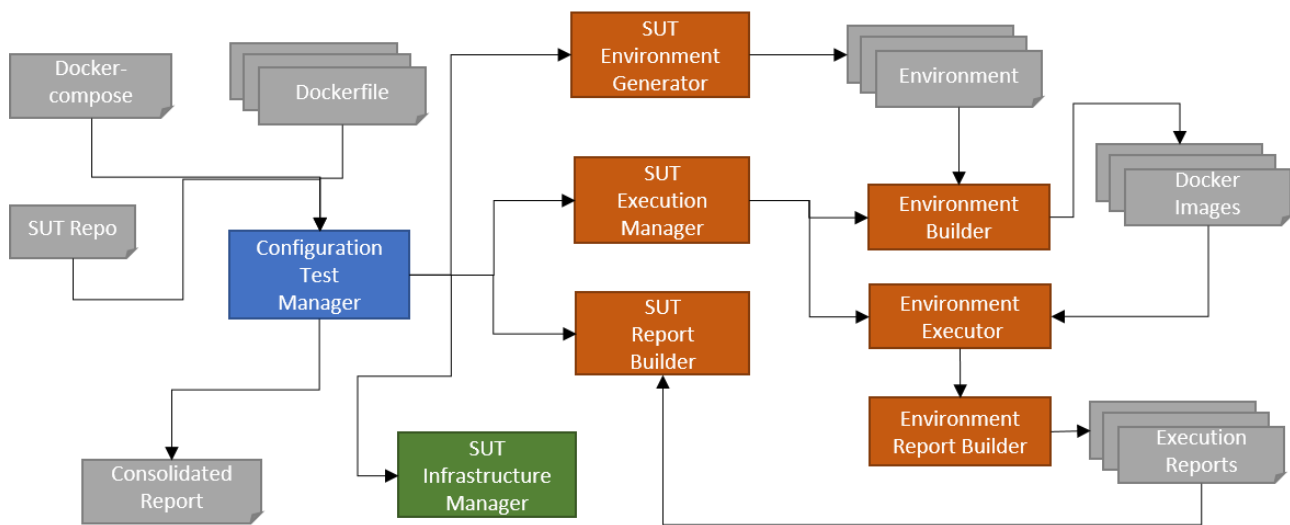 Docker-
compose
Dockerfile
SUT
Environment
Generator
Environment
SUT Repo
Configuration
Test
Manager
SUT
Execution
Manager
Environment
Builder
Docker
Images
SUT
Report
Builder
Environment
Executor
Environment
Report Builder
Execution
Reports
Consolidated
Report
SUT
Infrastructure
Manager